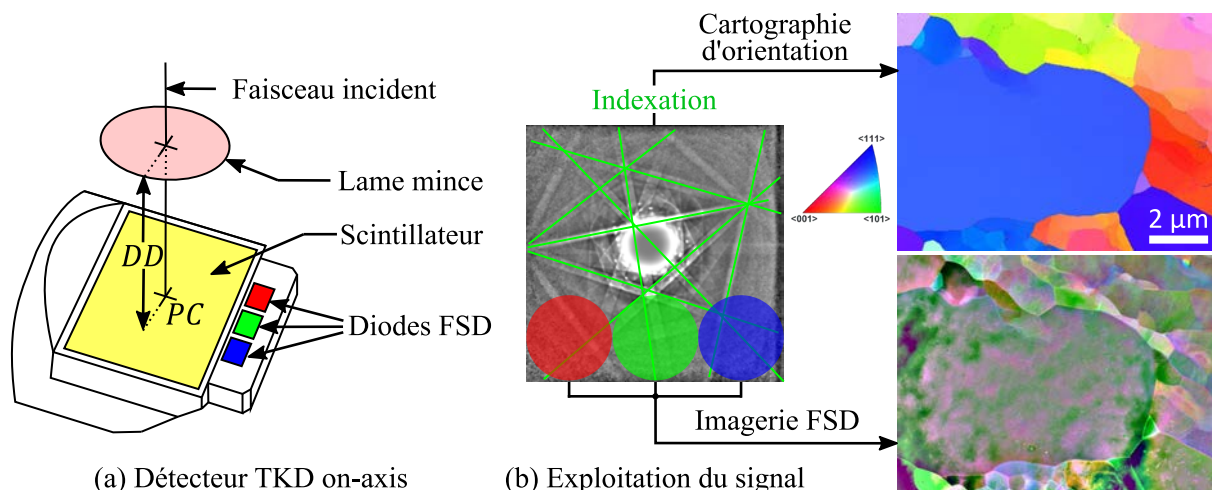 Faisceau incident
Lame mince
Scintillateur
DD
PC
Diodes FSD
(a) Détecteur TKD on-axis
Cartographie
d'orientation
Indexation
<111>
<001>
<101>
2 µm
Imagerie FSD
(b) Exploitation du signal